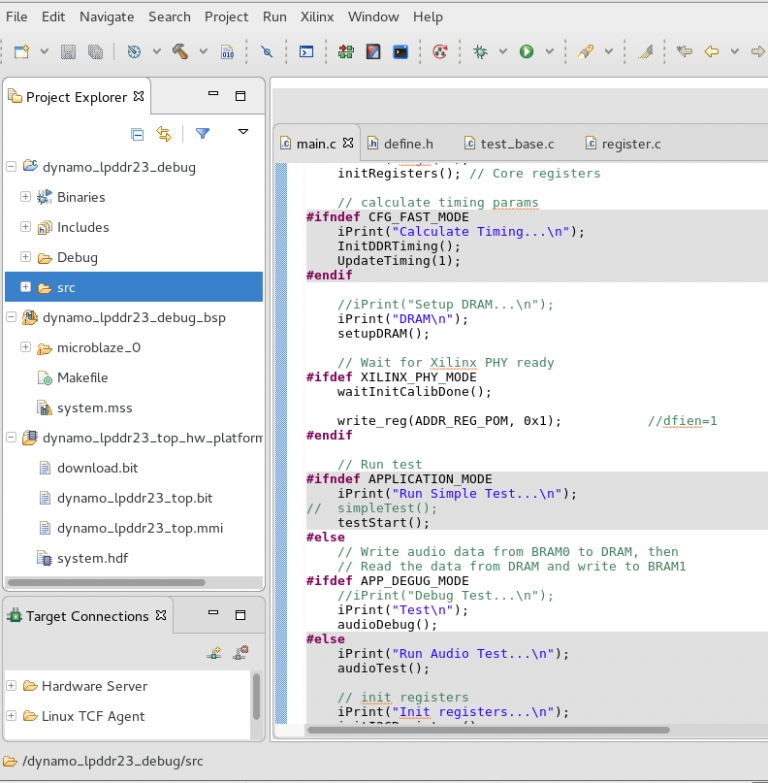 File Edit Navigate Search Project Run Xilinx Window Help
Project Explorer
dynamo_lpddr23_debug
Binaries
Includes
Debug
src
dynamo_lpddr23_debug_bsp
microblaze_0
Makefile
system.mss
dynamo_lpddr23_top_hw_platform
download.bit
dynamo_lpddr23_top.bit
dynamo_lpddr23_top.mmi
system.hdf
Target Connections
Hardware Server
Linux TCF Agent
main.c define.h test_base.c register.c
initRegisters(); // Core registers
// calculate timing params
#ifndef CFG_FAST_MODE
iPrint("Calculate Timing...\n");
InitDDRTiming();
UpdateTiming(1);
#endif
//iPrint("Setup DRAM...\n");
iPrint("DRAM\n");
setupDRAM();
// Wait for Xilinx PHY ready
#ifdef XILINX_PHY_MODE
waitInitCalibDone();
write_reg(ADDR_REG_POM, 0x1); //dfien=1
#endif
// Run test
#ifndef APPLICATION_MODE
iPrint("Run Simple Test...\n");
// simpleTest();
testStart();
#else
// Write audio data from BRAM0 to DRAM, then
// Read the data from DRAM and write to BRAM1
#ifdef APP_DEGUG_MODE
//iPrint("Debug Test...\n");
iPrint("Test\n");
audioDebug();
#else
iPrint("Run Audio Test...\n");
audioTest();
// init registers
iPrint("Init registers...\n");
/dynamo_lpddr23_debug/src